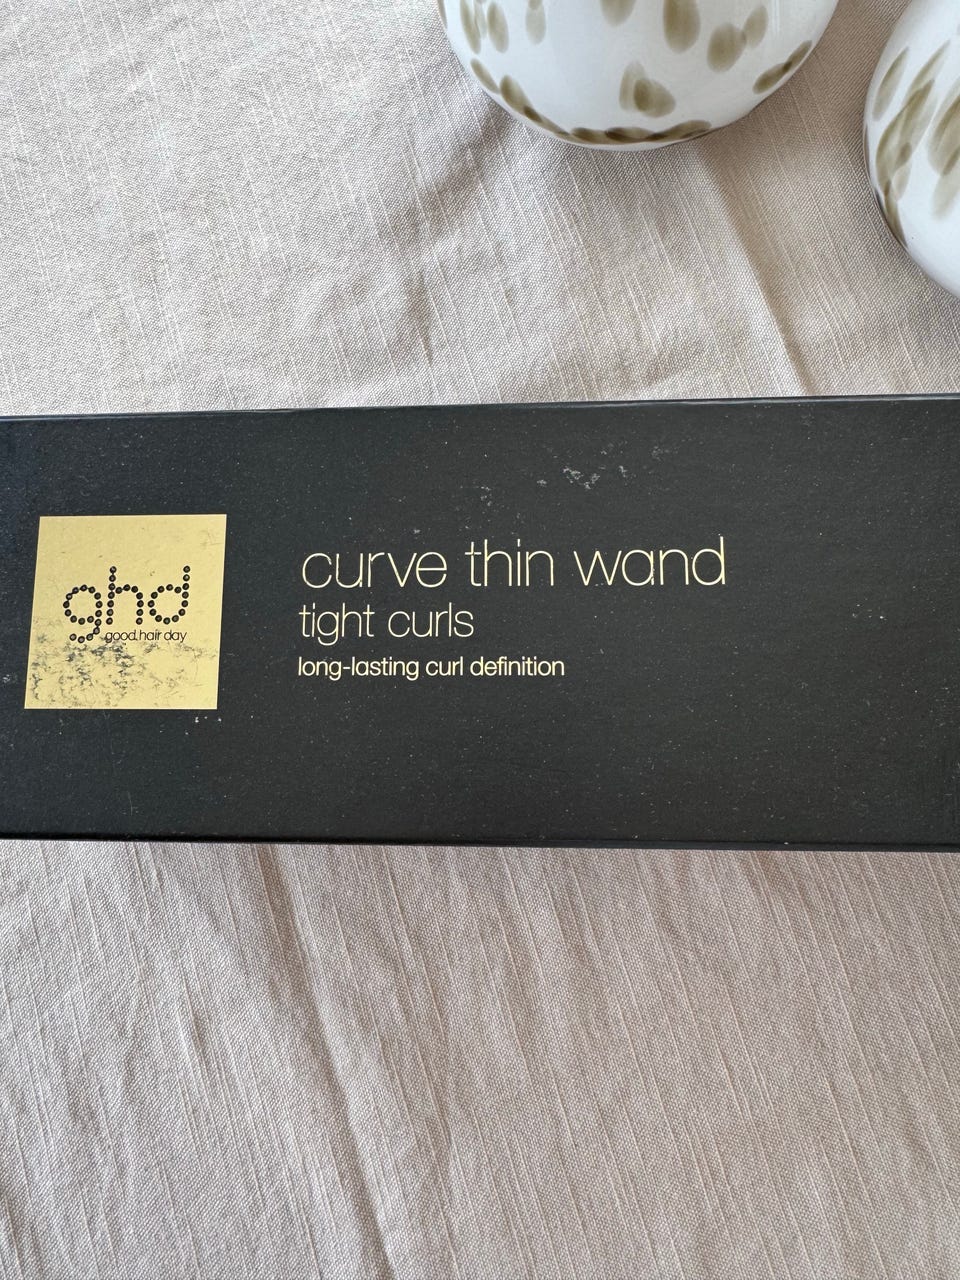 ghd
good hair day
curve thin wand
tight curls
long-lasting curl definition